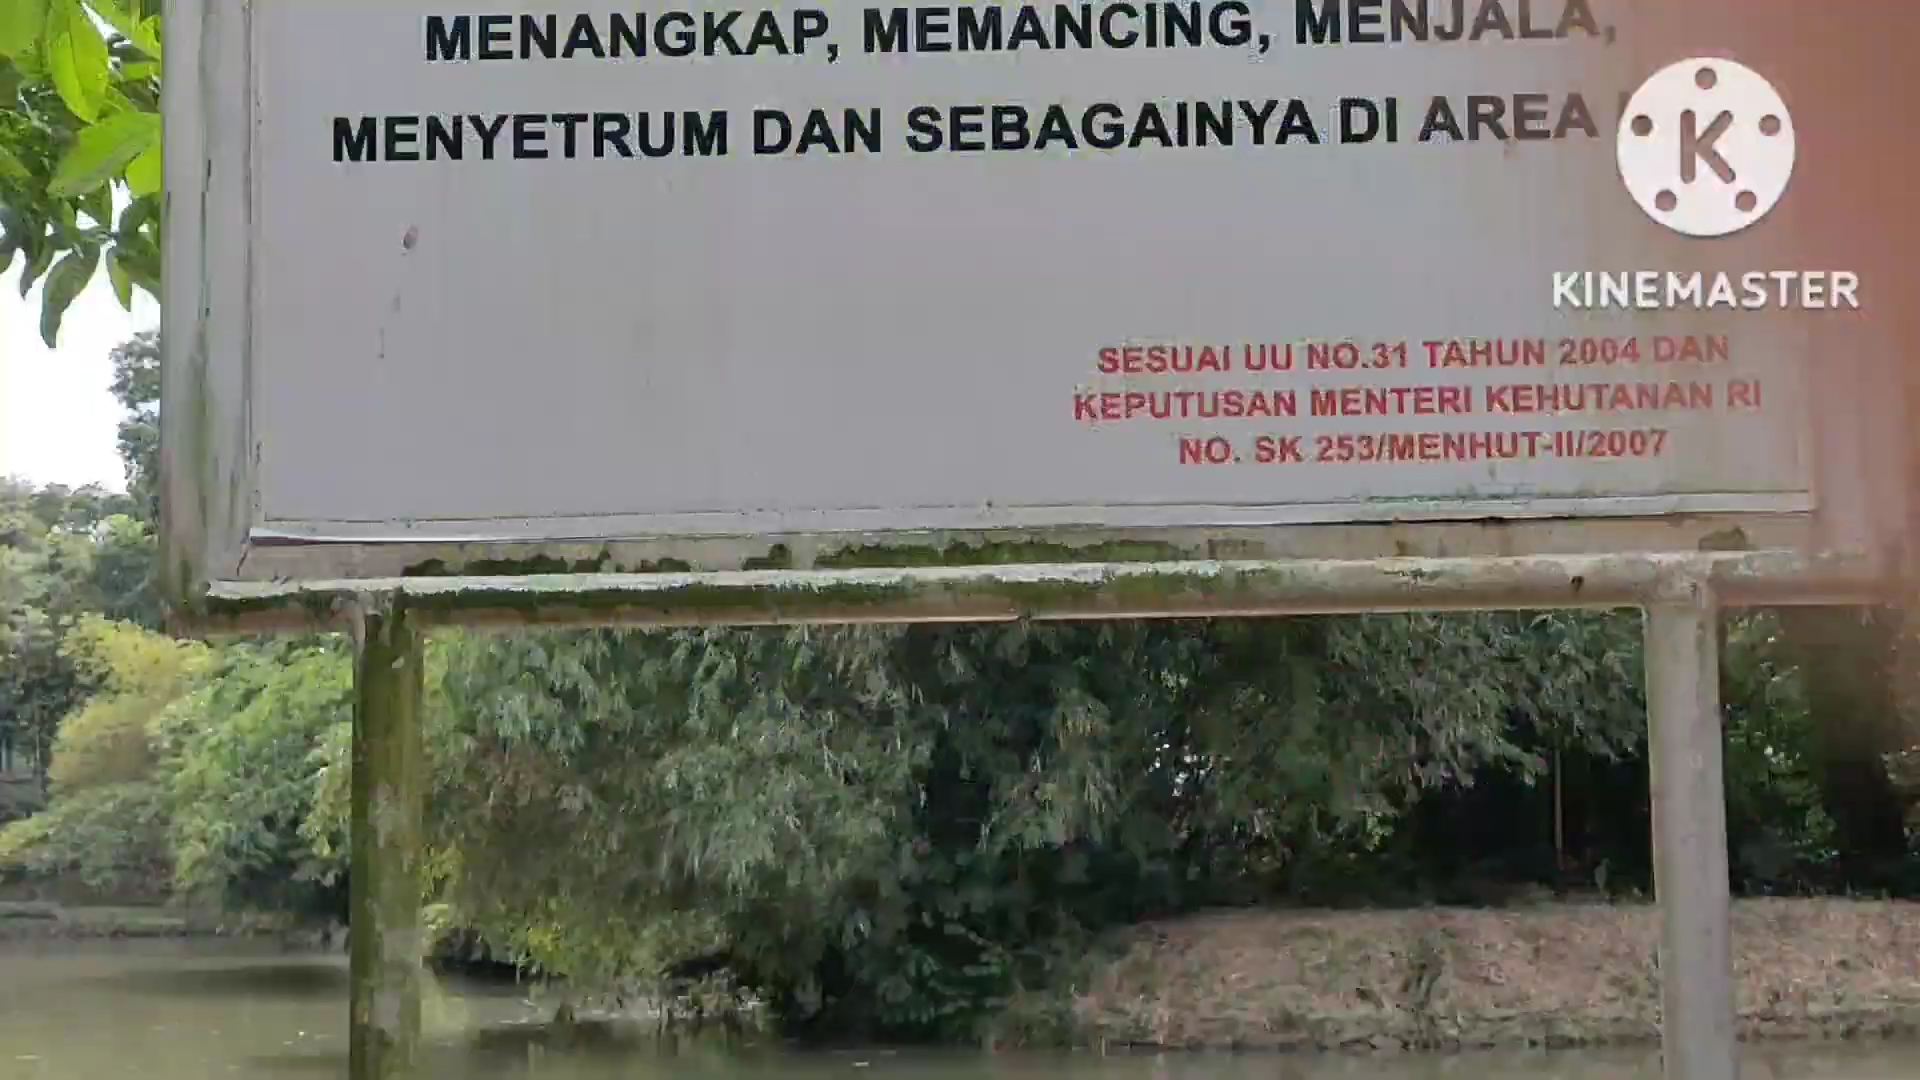 MENANGKAP, MEMANCING, MENJALA,
MENYETRUM DAN SEBAGAINYA DI AREA
K
KINEMASTER
SESUAI UU NO.31 TAHUN 2004 DAN
KEPUTUSAN MENTERI KEHUTANAN RI
NO. SK 253/MENHUT-II/2007